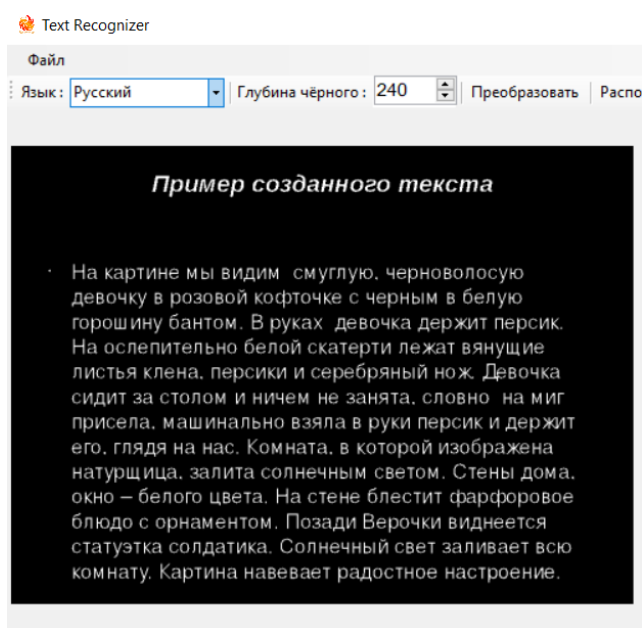 Text Recognizer
Файл
Язык: Русский Глубина чёрного: 240 Преобразовать Распо
Пример созданного текста
· На картине мы видим смуглую, черноволосую
девочку в розовой кофточке с черным в белую
горошину бантом. В руках девочка держит персик.
На ослепительно белой скатерти лежат вянущие
листья клена, персики и серебряный нож. Девочка
сидит за столом и ничем не занята, словно на миг
присела, машинально взяла в руки персик и держит
его, глядя на нас. Комната, в которой изображена
натурщица, залита солнечным светом. Стены дома,
окно – белого цвета. На стене блестит фарфоровое
блюдо с орнаментом. Позади Верочки виднеется
статуэтка солдатика. Солнечный свет заливает всю
комнату. Картина навевает радостное настроение.